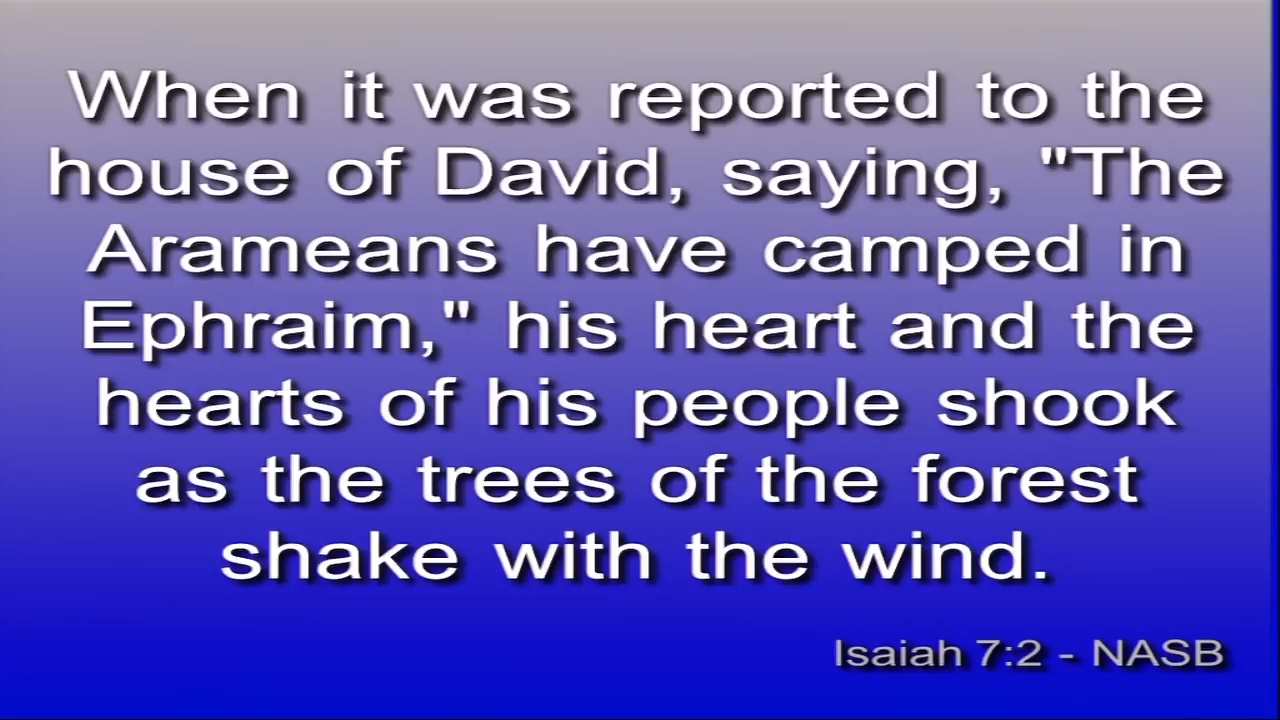 When it was reported to the
house of David, saying, "The
Arameans have camped in
Ephraim," his heart and the
hearts of his people shook
as the trees of the forest
shake with the wind.
Isaiah 7:2 - NASB